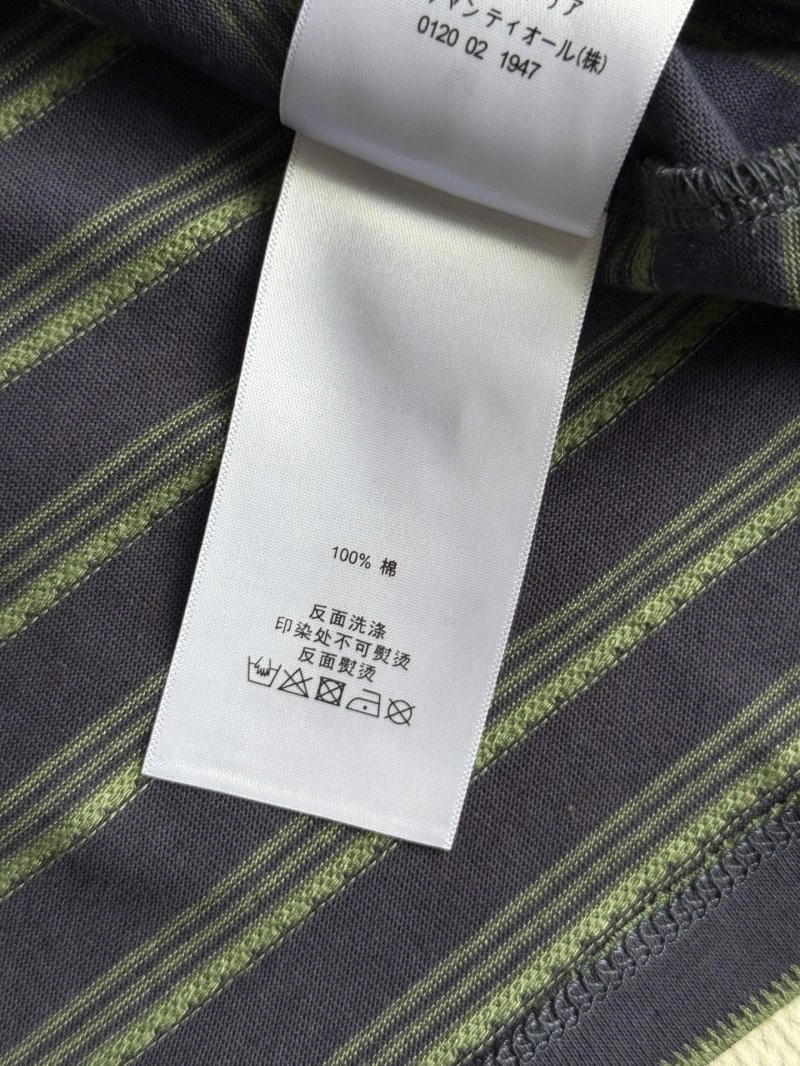 リア
マンティオール(株)
0120 02 1947
100% 棉
反面洗涤
印染处不可熨烫
反面熨烫